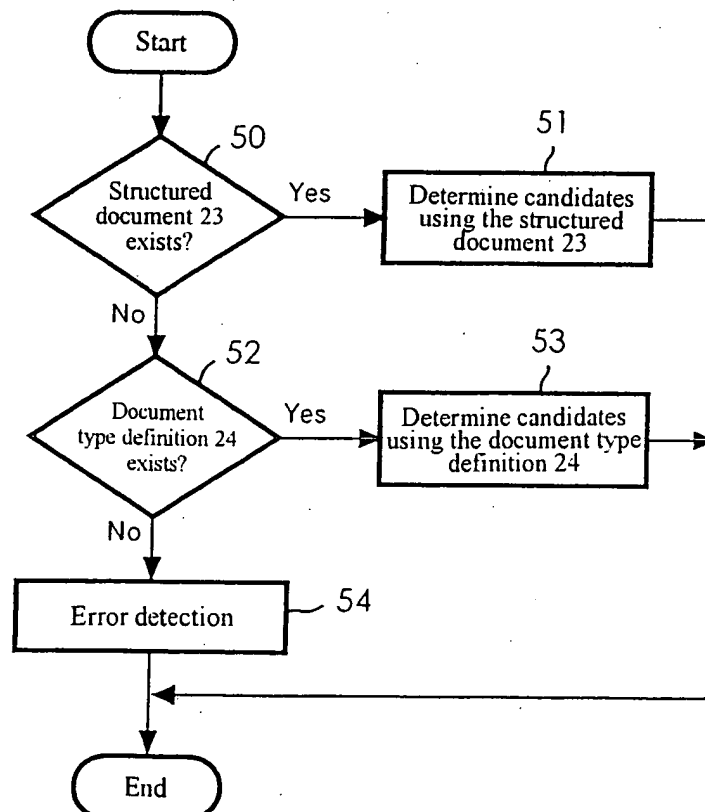 Start
50
Structured
document 23
exists?
Yes
51
Determine candidates
using the structured
document 23
No
52
Document
type definition 24
exists?
Yes
53
Determine candidates
using the document type
definition 24
No
Error detection
54
End